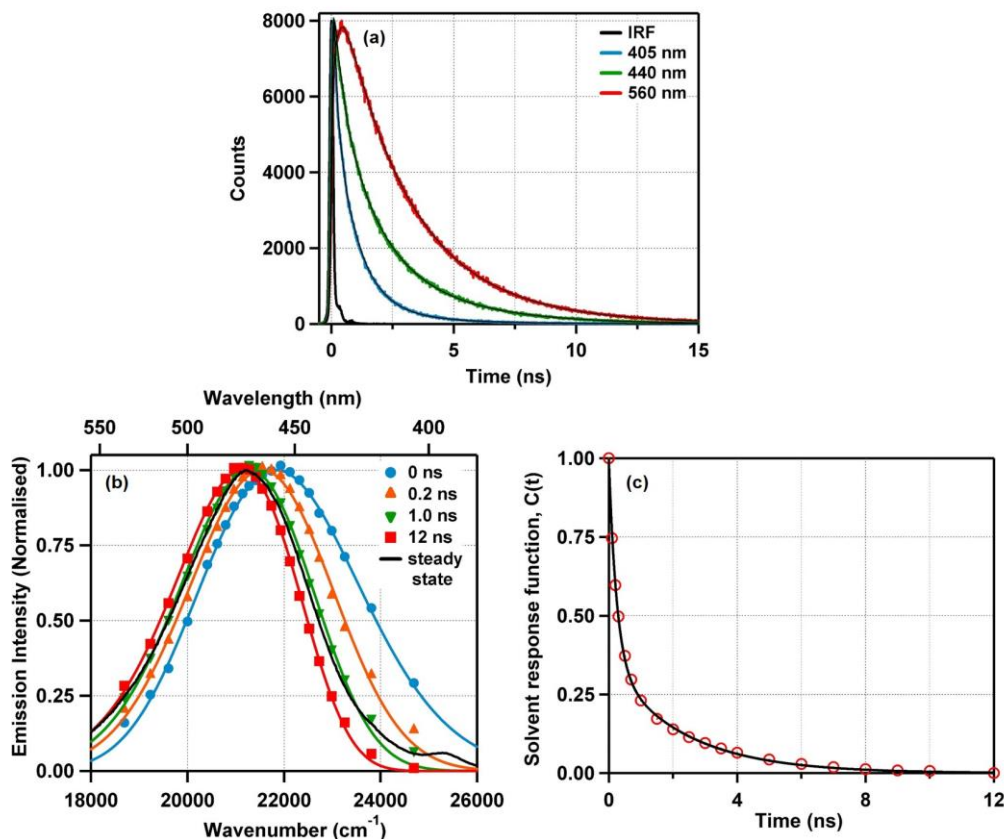 (a)
IRF
405 nm
440 nm
560 nm
8000
6000
4000
2000
0
Counts
0
5
10
15
Time (ns)
Wavelength (nm)
550
500
450
400
(b)
0 ns
0.2 ns
1.0 ns
12 ns
steady
state
1.00
0.75
0.50
0.25
0.00
Emission Intensity (Normalised)
18000
20000
22000
24000
26000
Wavenumber (cm⁻¹)
(c)
1.00
0.75
0.50
0.25
0.00
Solvent response function, C(t)
0
2
4
6
8
10
12
Time (ns)